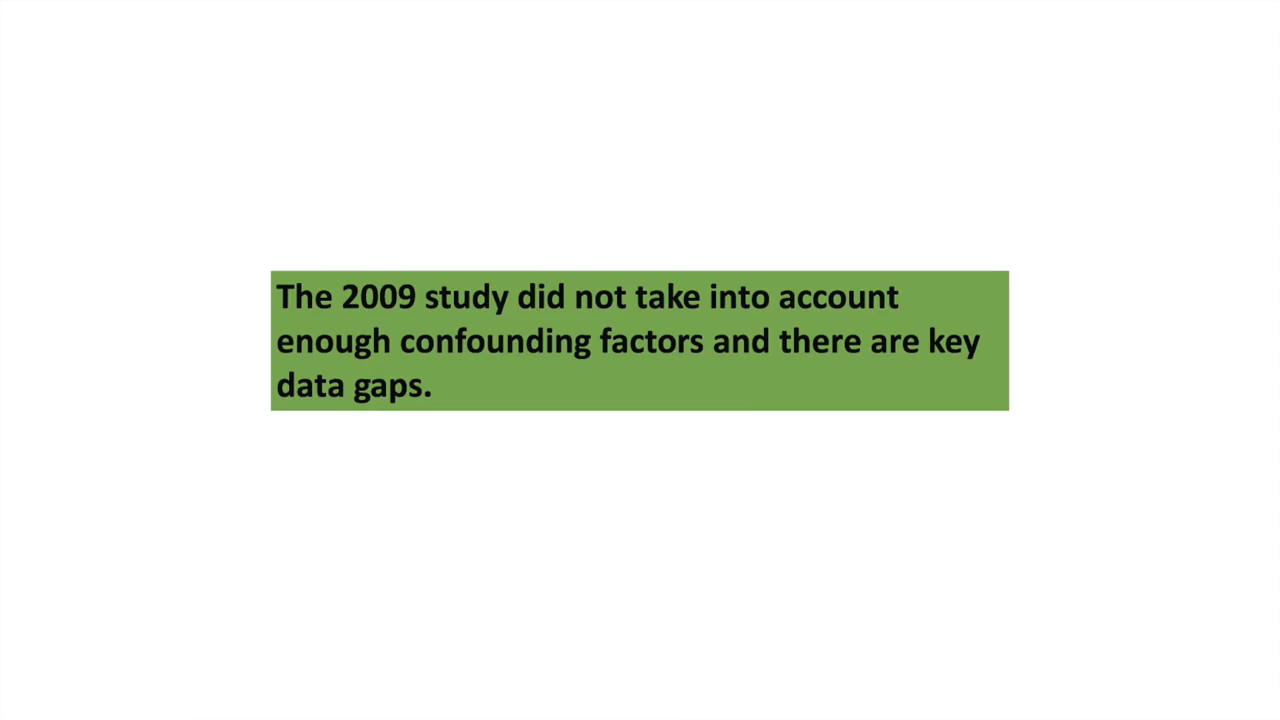 The 2009 study did not take into account
enough confounding factors and there are key
data gaps.